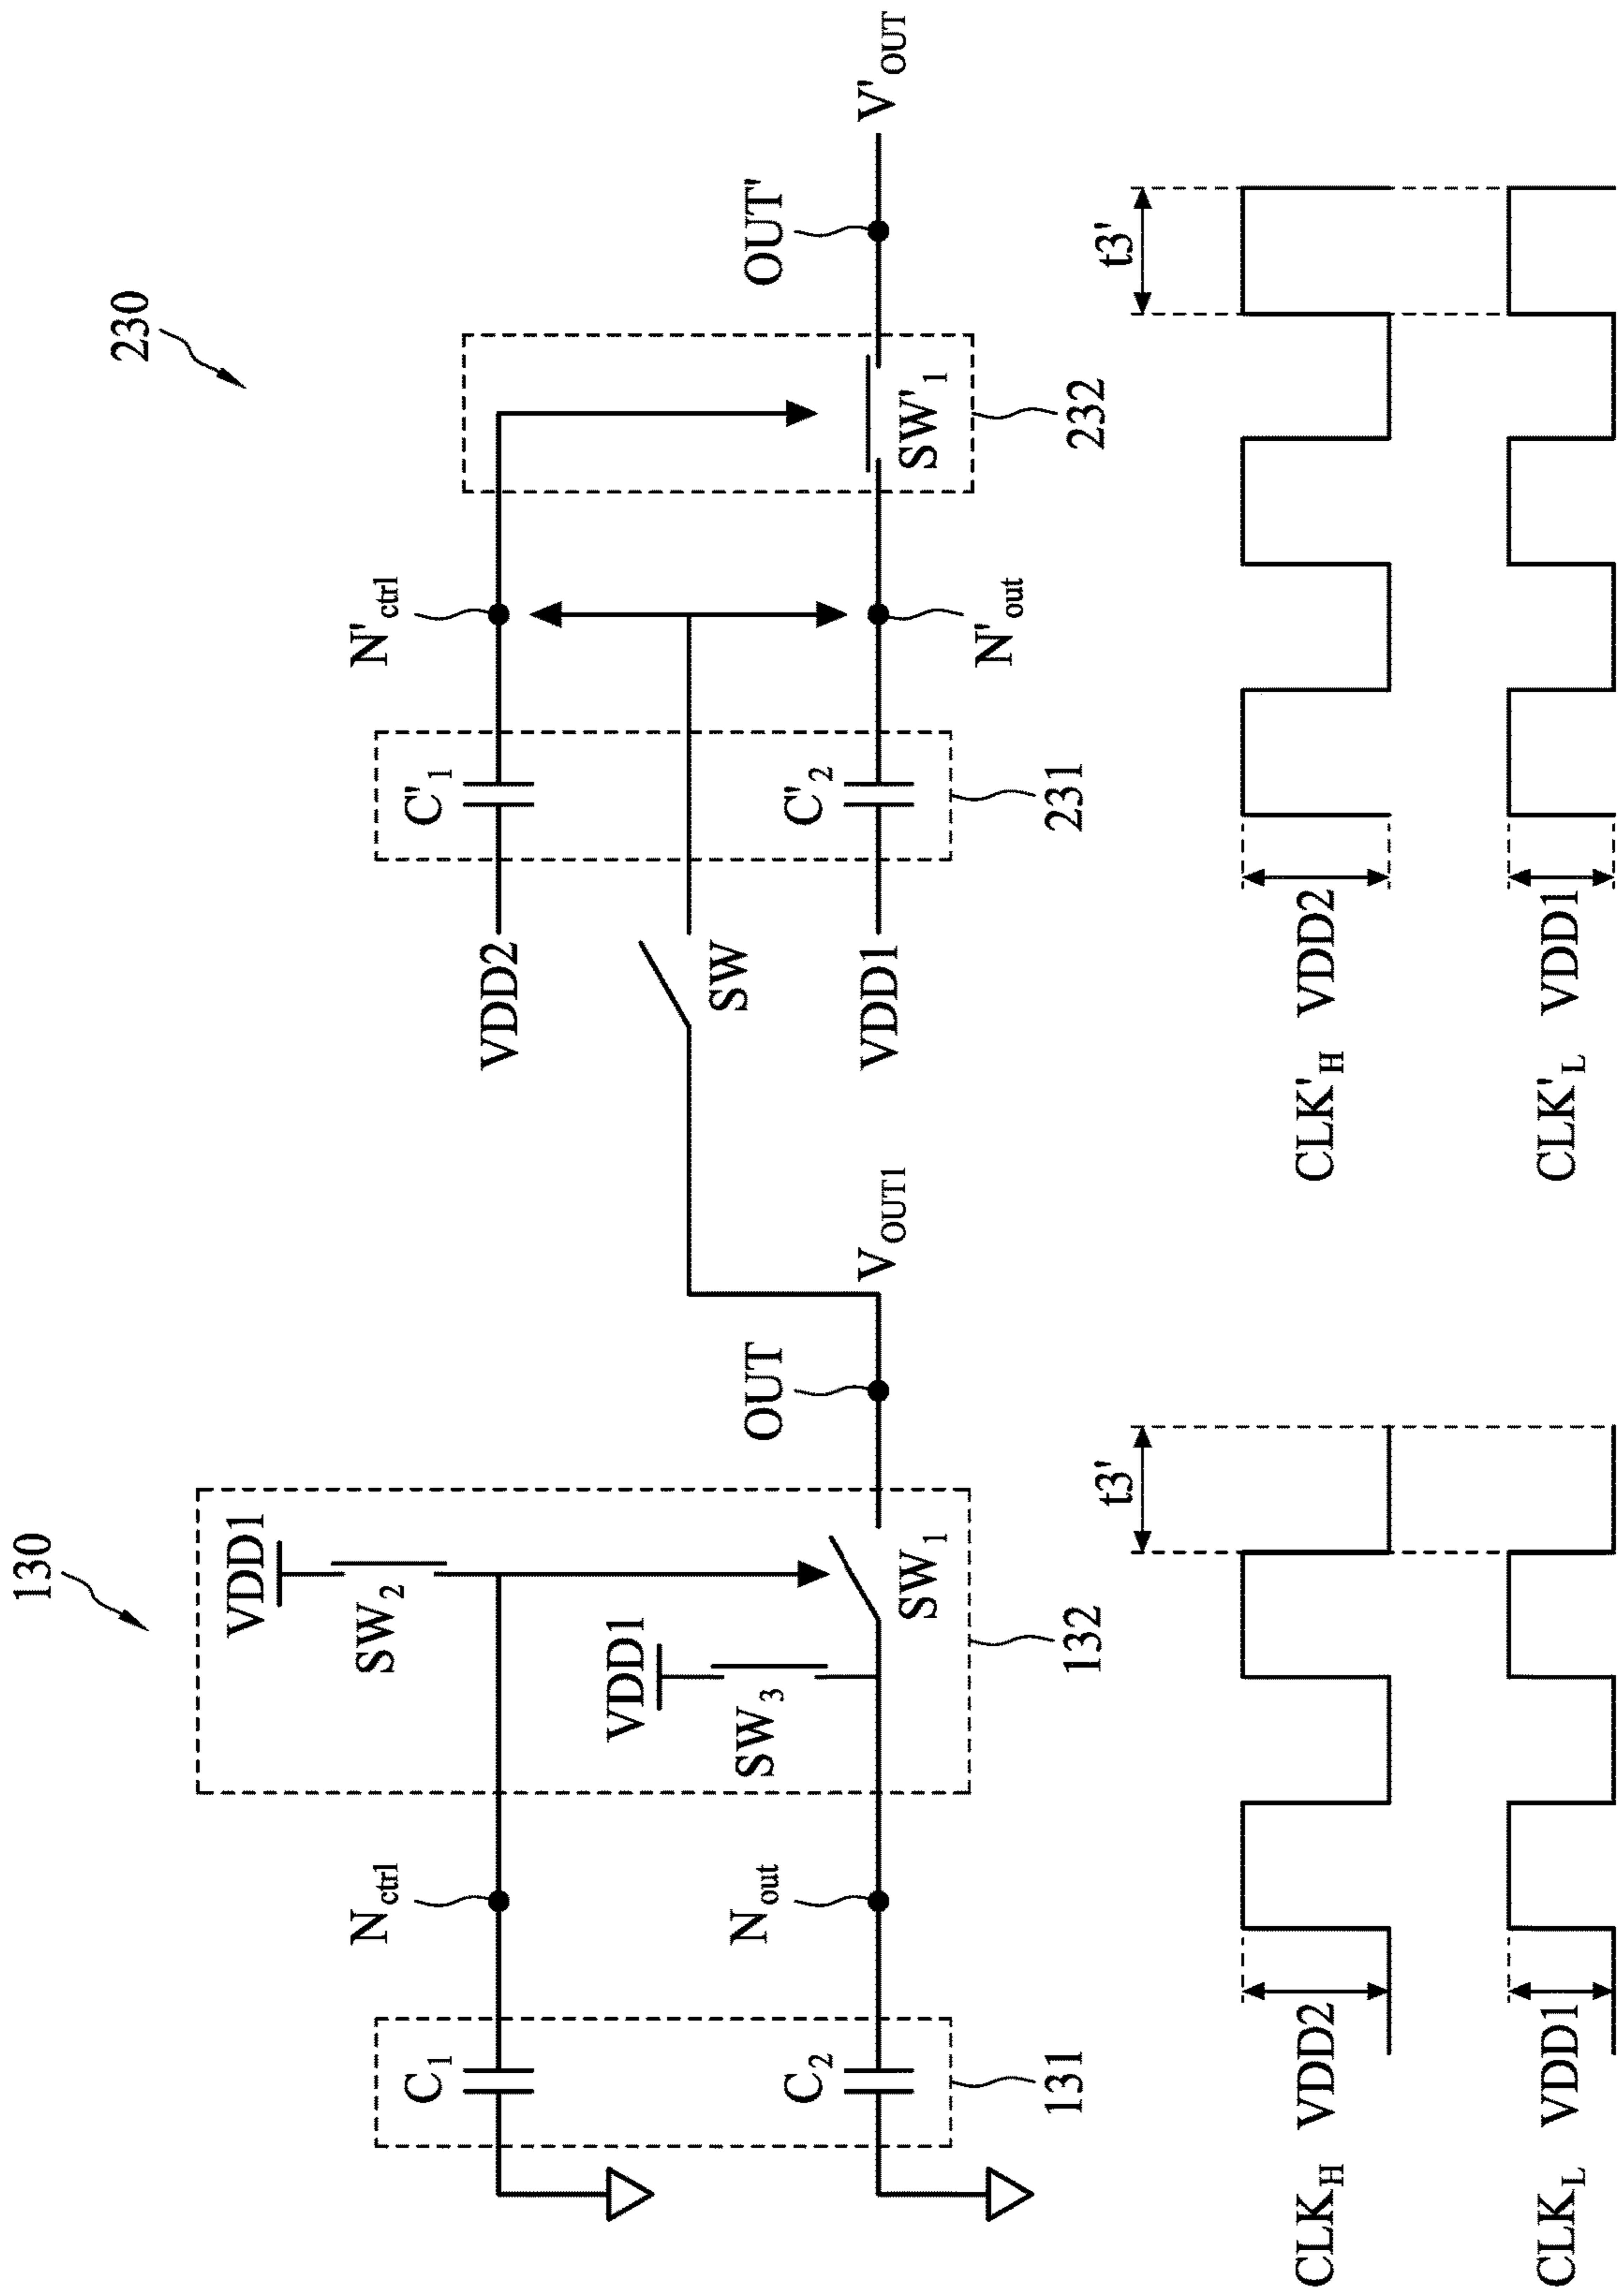 130
230
VDD1
SW2
VDD1
SW3
SW1
132
Nctrl
Nout
C1
C2
131
OUT
VOUT1
SW
VDD2
VDD1
C'1
C'2
231
N'ctrl
N'out
SW'1
232
OUT'
V'OUT
t3'
CLKH VDD2
CLKL VDD1
t3'
CLK'H VDD2
CLK'L VDD1